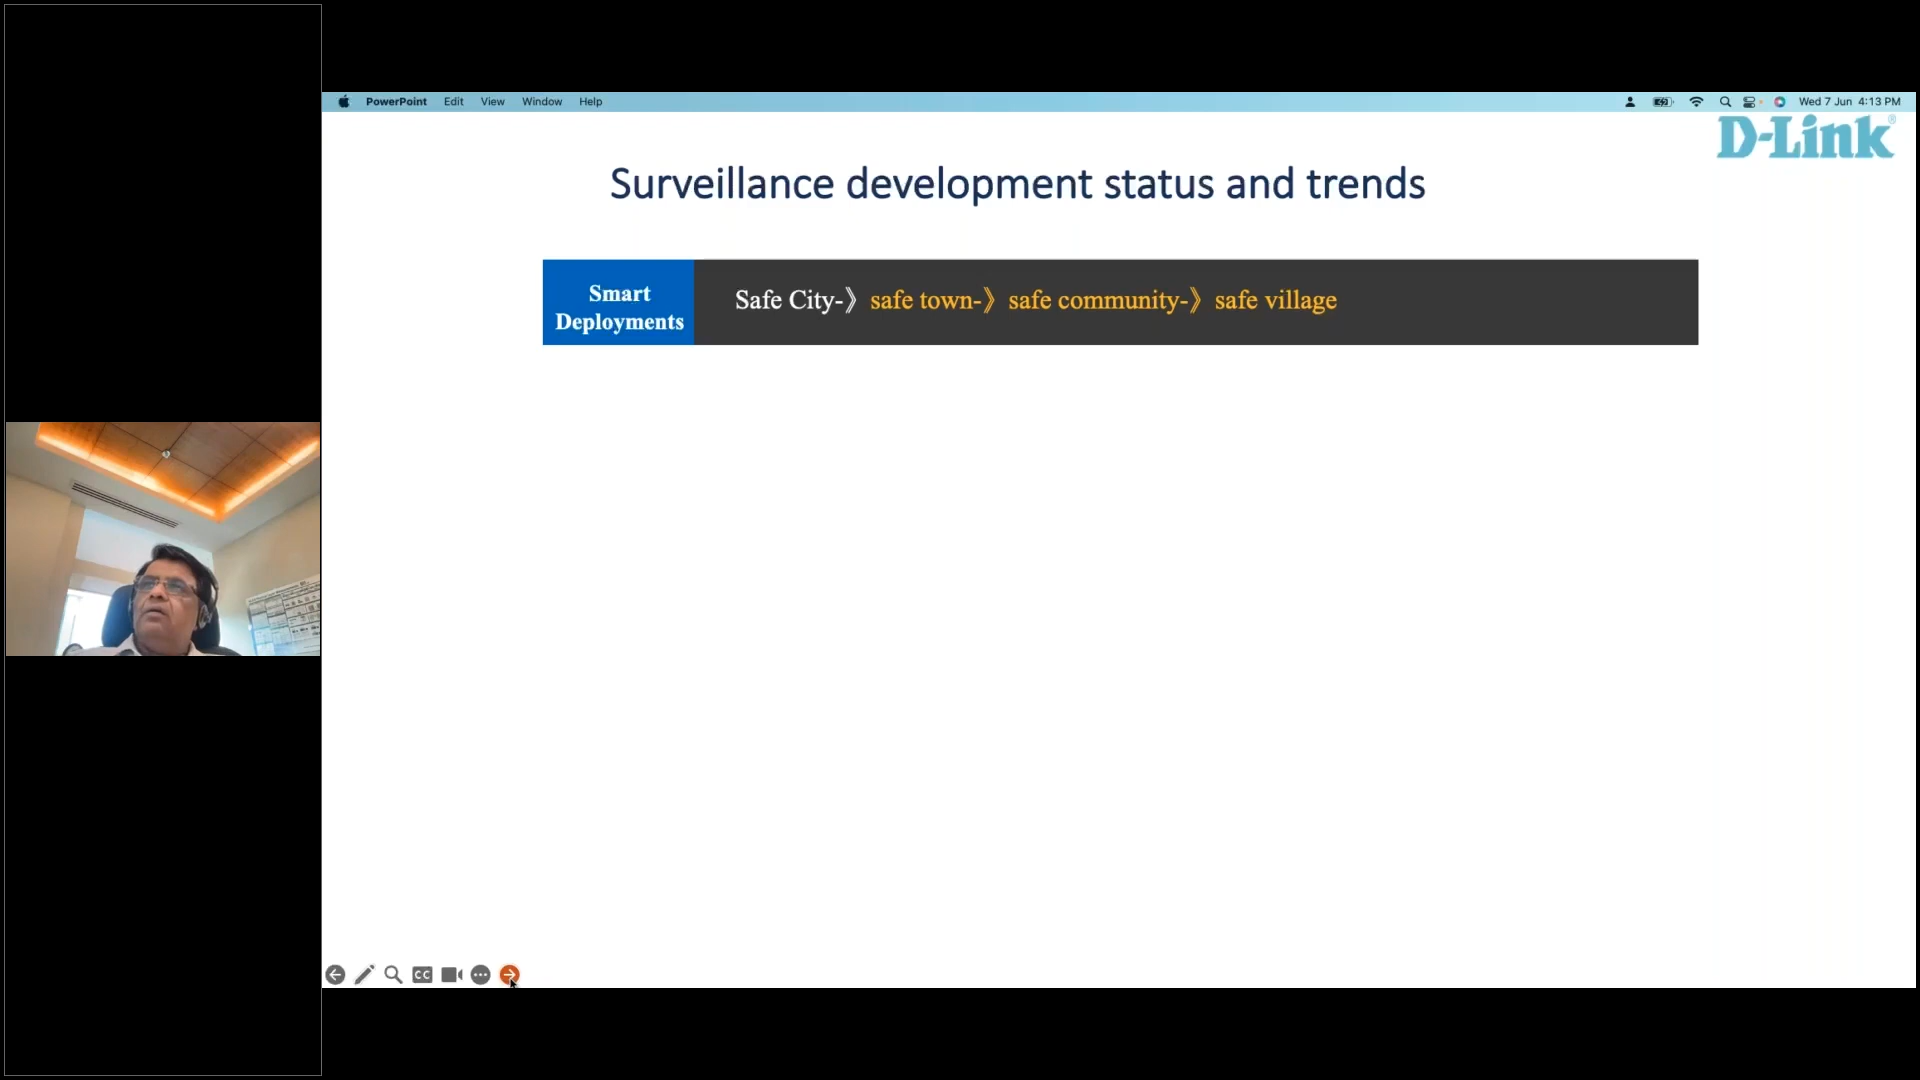 PowerPoint Edit View Window Help
Wed 7 Jun 4:13 PM
D-Link®
Surveillance development status and trends
Smart
Deployments
Safe City-》safe town-》safe community-》safe village
CC